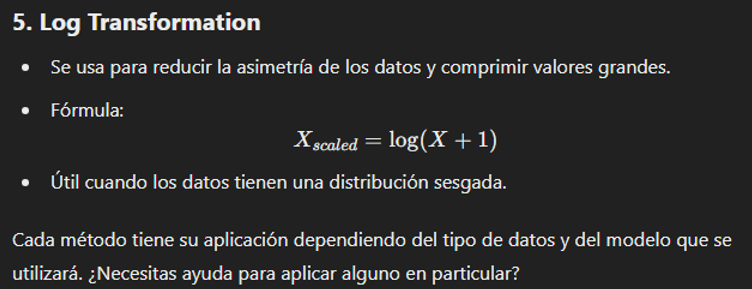 5. Log Transformation
• Se usa para reducir la asimetría de los datos y comprimir valores grandes.
• Fórmula:
X_scaled = log(X + 1)
• Útil cuando los datos tienen una distribución sesgada.
Cada método tiene su aplicación dependiendo del tipo de datos y del modelo que se
utilizará. ¿Necesitas ayuda para aplicar alguno en particular?